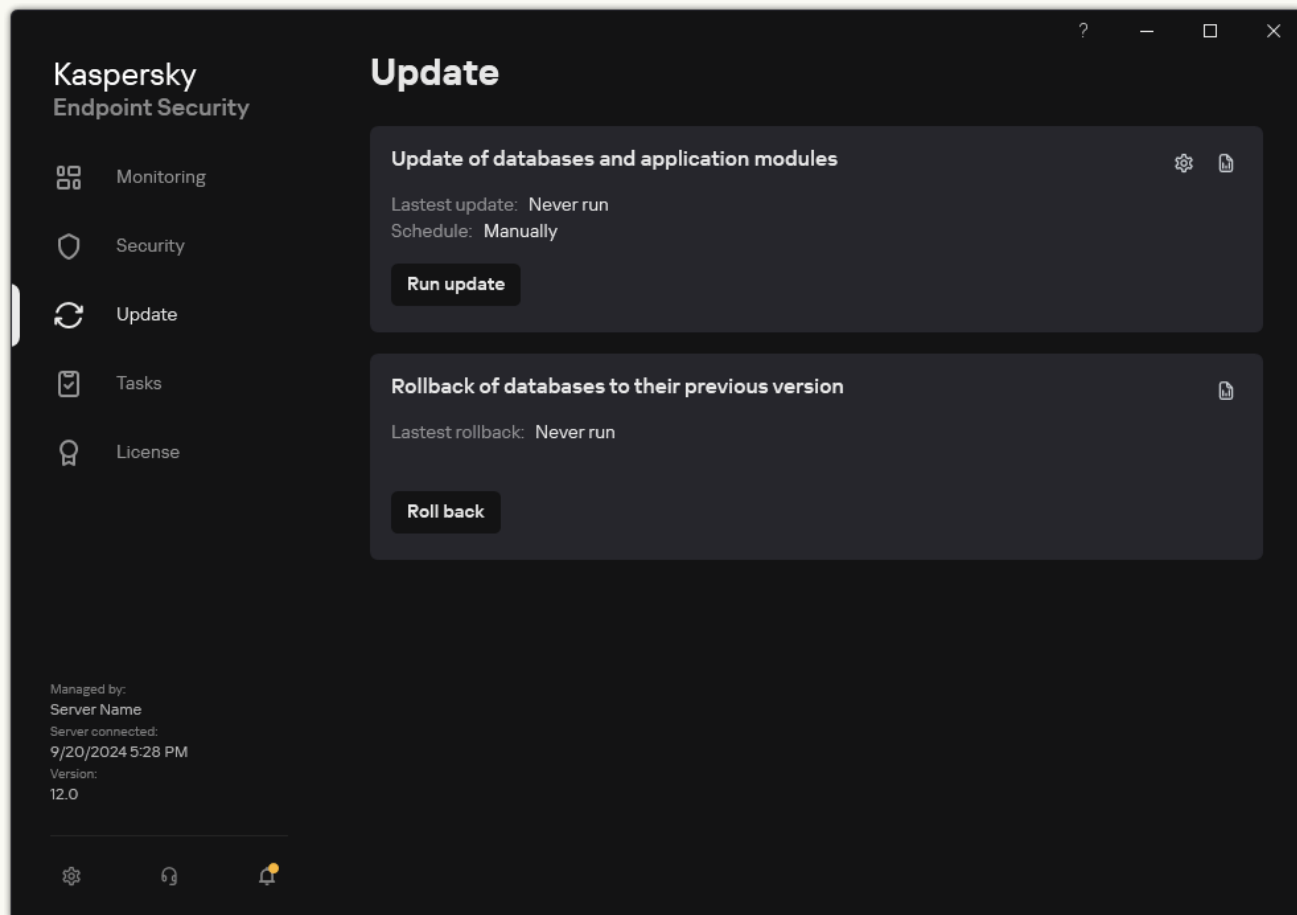 ?
Kaspersky
Endpoint Security
Monitoring
Security
Update
Tasks
License
Managed by:
Server Name
Server connected:
9/20/2024 5:28 PM
Version:
12.0
Update
Update of databases and application modules
Lastest update: Never run
Schedule: Manually
Run update
Rollback of databases to their previous version
Lastest rollback: Never run
Roll back